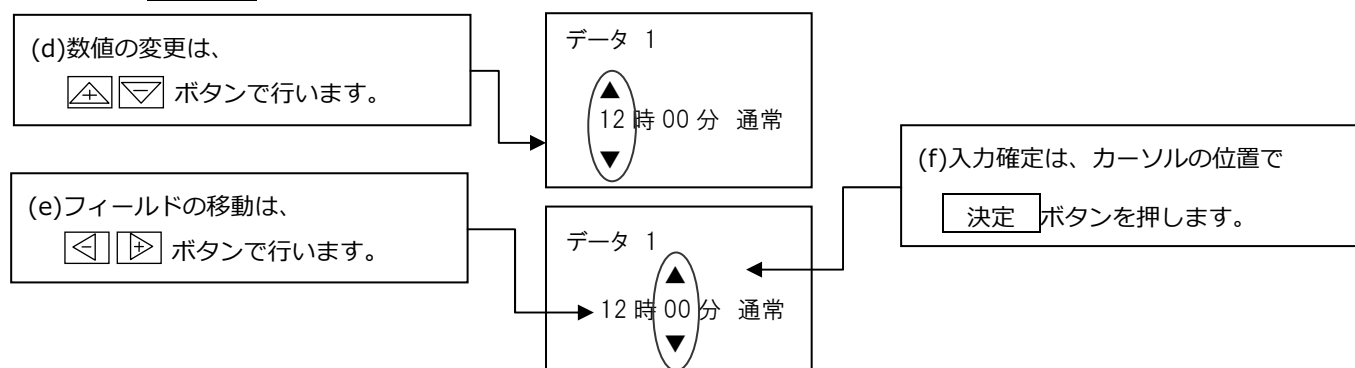 (d)数値の変更は、
ボタンで行います。
データ 1
▲
12 時 00 分 通常
▼
(e)フィールドの移動は、
ボタンで行います。
データ 1
▲
12 時 00 分 通常
▼
(f)入力確定は、カーソルの位置で
決定 ボタンを押します。